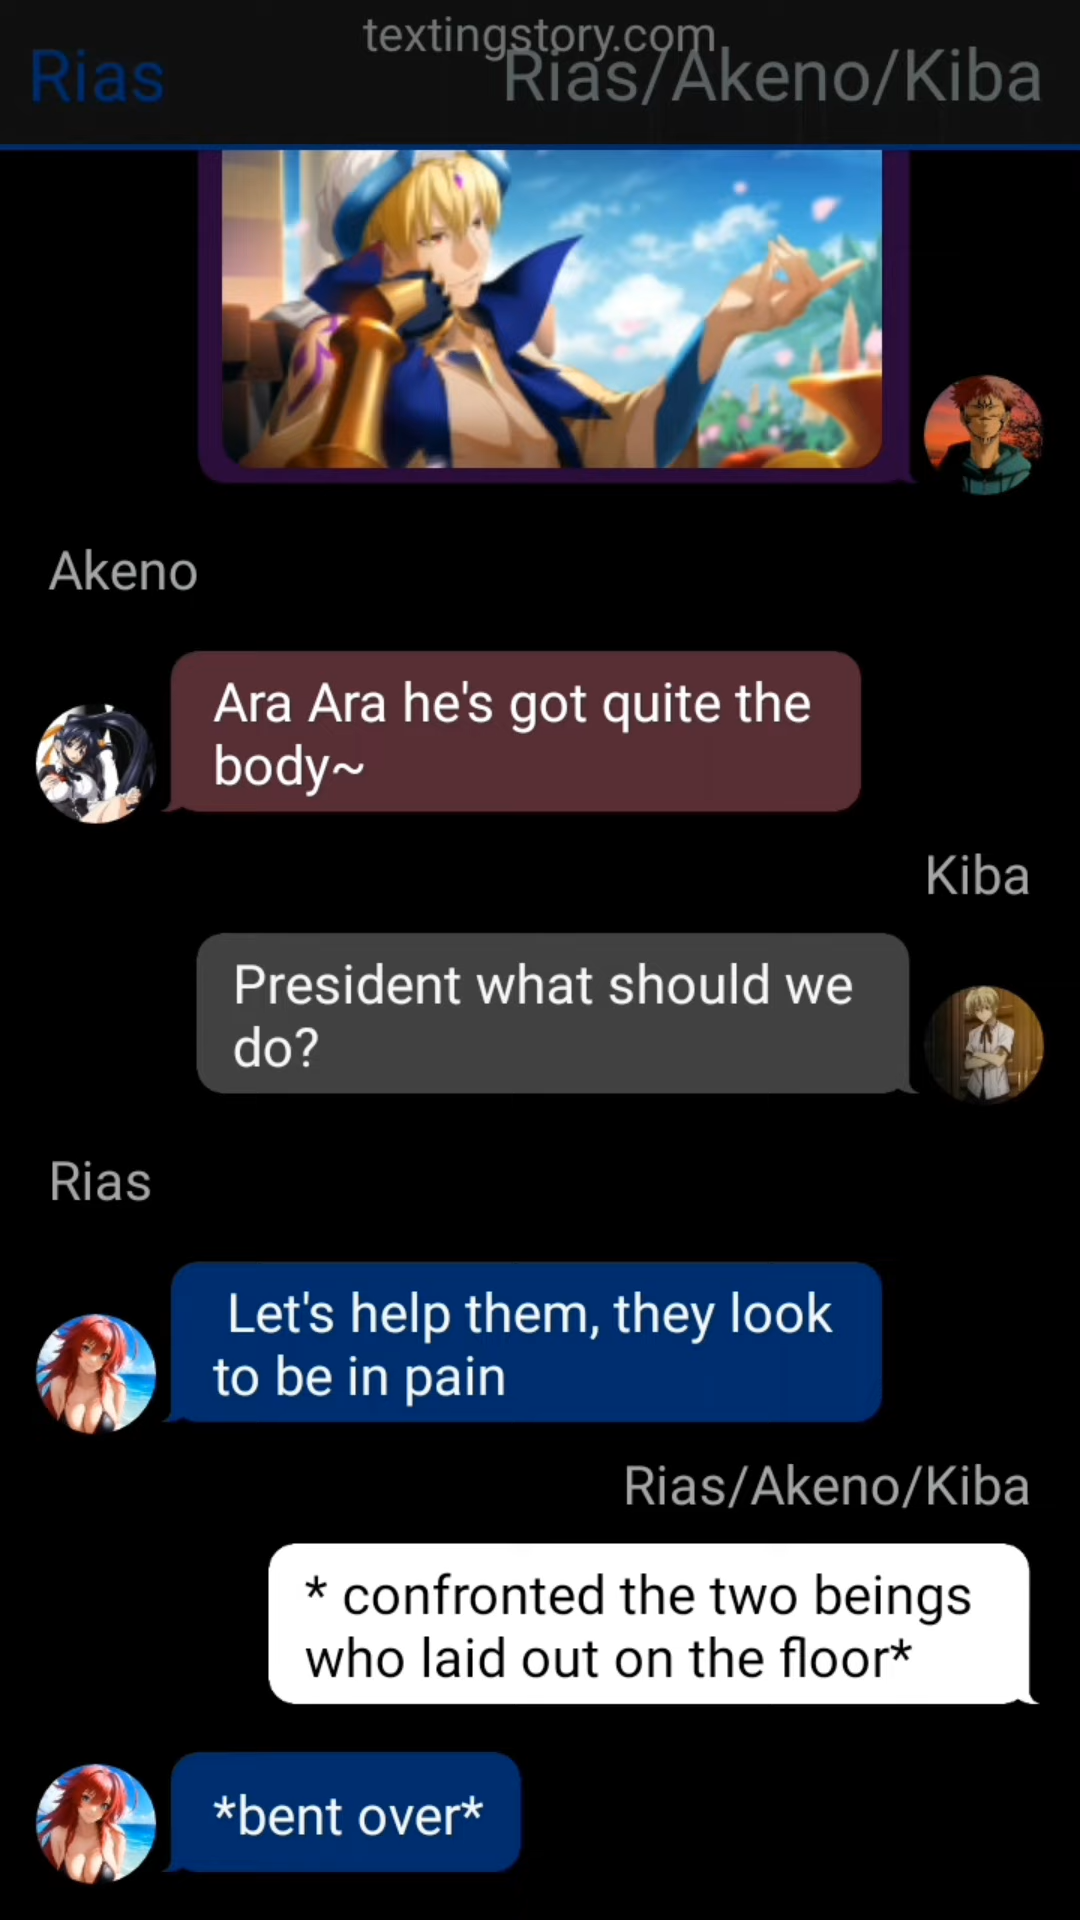 textingstory.com
Rias
Rias/Akeno/Kiba
Akeno
Ara Ara he's got quite the
body~
Kiba
President what should we
do?
Rias
Let's help them, they look
to be in pain
Rias/Akeno/Kiba
* confronted the two beings
who laid out on the floor*
*bent over*